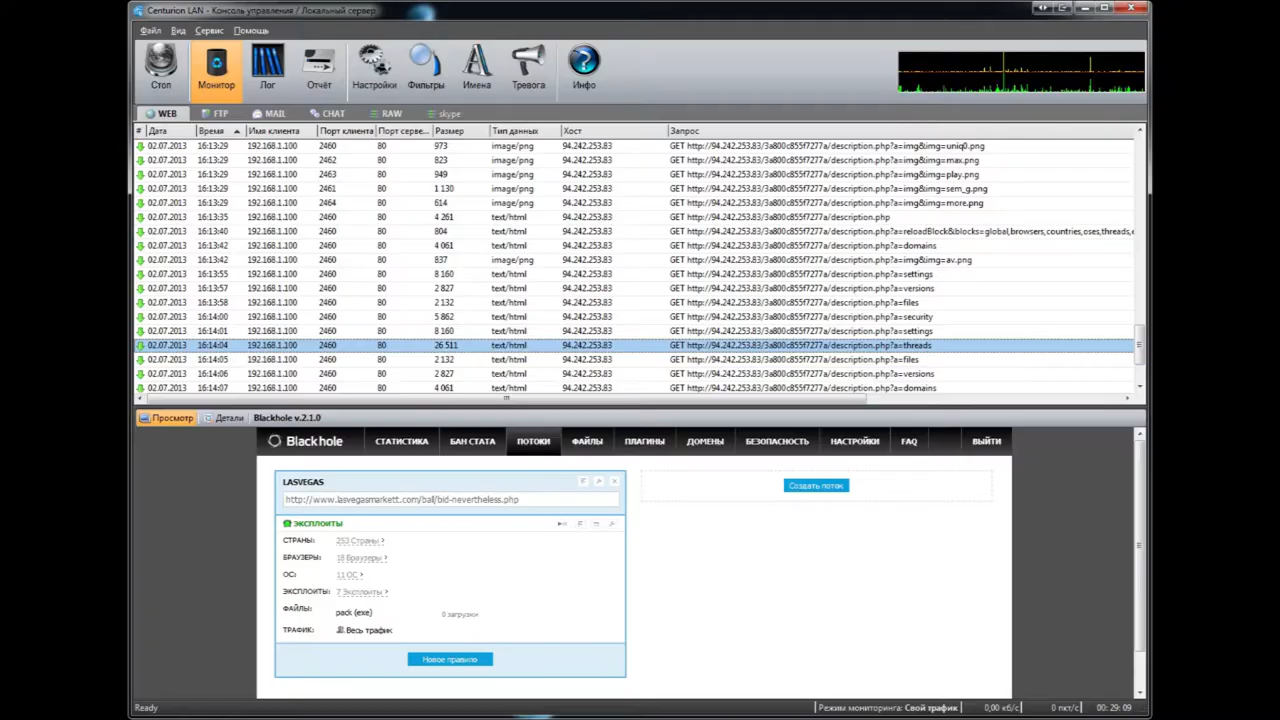 Centurion LAN - Консоль управления / Локальный сервер
Файл Вид Сервис Помощь
Стоп Монитор Лог Отчёт Настройки Фильтры Имена Тревога Инфо
WEB FTP MAIL CHAT RAW skype
# Дата Время Имя клиента Порт клиента Порт серве... Размер Тип данных Хост Запрос
02.07.2013 16:13:29 192.168.1.100 2460 80 973 image/png 94.242.253.83 GET http://94.242.253.83/3a800c855f7277a/description.php?a=img&img=uniq0.png
02.07.2013 16:13:29 192.168.1.100 2462 80 823 image/png 94.242.253.83 GET http://94.242.253.83/3a800c855f7277a/description.php?a=img&img=max.png
02.07.2013 16:13:29 192.168.1.100 2463 80 949 image/png 94.242.253.83 GET http://94.242.253.83/3a800c855f7277a/description.php?a=img&img=play.png
02.07.2013 16:13:29 192.168.1.100 2461 80 1 130 image/png 94.242.253.83 GET http://94.242.253.83/3a800c855f7277a/description.php?a=img&img=sem_g.png
02.07.2013 16:13:29 192.168.1.100 2464 80 614 image/png 94.242.253.83 GET http://94.242.253.83/3a800c855f7277a/description.php?a=img&img=more.png
02.07.2013 16:13:35 192.168.1.100 2460 80 4 261 text/html 94.242.253.83 GET http://94.242.253.83/3a800c855f7277a/description.php
02.07.2013 16:13:40 192.168.1.100 2460 80 804 text/html 94.242.253.83 GET http://94.242.253.83/3a800c855f7277a/description.php?a=reloadBlock&blocks=global,browsers,countries,oses,threads,e
02.07.2013 16:13:42 192.168.1.100 2460 80 4 061 text/html 94.242.253.83 GET http://94.242.253.83/3a800c855f7277a/description.php?a=domains
02.07.2013 16:13:42 192.168.1.100 2460 80 837 image/png 94.242.253.83 GET http://94.242.253.83/3a800c855f7277a/description.php?a=img&img=av.png
02.07.2013 16:13:55 192.168.1.100 2460 80 8 160 text/html 94.242.253.83 GET http://94.242.253.83/3a800c855f7277a/description.php?a=settings
02.07.2013 16:13:57 192.168.1.100 2460 80 2 827 text/html 94.242.253.83 GET http://94.242.253.83/3a800c855f7277a/description.php?a=versions
02.07.2013 16:13:58 192.168.1.100 2460 80 2 132 text/html 94.242.253.83 GET http://94.242.253.83/3a800c855f7277a/description.php?a=files
02.07.2013 16:14:00 192.168.1.100 2460 80 5 862 text/html 94.242.253.83 GET http://94.242.253.83/3a800c855f7277a/description.php?a=security
02.07.2013 16:14:01 192.168.1.100 2460 80 8 160 text/html 94.242.253.83 GET http://94.242.253.83/3a800c855f7277a/description.php?a=settings
02.07.2013 16:14:04 192.168.1.100 2460 80 26 511 text/html 94.242.253.83 GET http://94.242.253.83/3a800c855f7277a/description.php?a=threads
02.07.2013 16:14:05 192.168.1.100 2460 80 2 132 text/html 94.242.253.83 GET http://94.242.253.83/3a800c855f7277a/description.php?a=files
02.07.2013 16:14:06 192.168.1.100 2460 80 2 827 text/html 94.242.253.83 GET http://94.242.253.83/3a800c855f7277a/description.php?a=versions
02.07.2013 16:14:07 192.168.1.100 2460 80 4 061 text/html 94.242.253.83 GET http://94.242.253.83/3a800c855f7277a/description.php?a=domains
Просмотр Детали Blackhole v.2.1.0
Blackhole СТАТИСТИКА БАН СТАТА ПОТОКИ ФАЙЛЫ ПЛАГИНЫ ДОМЕНЫ БЕЗОПАСНОСТЬ НАСТРОЙКИ FAQ ВЫЙТИ
LASVEGAS
http://www.lasvegasmarkett.com/bal/bid-nevertheless.php
Создать поток
ЭКСПЛОИТЫ
СТРАНЫ: 253 Страны >
БРАУЗЕРЫ: 18 Браузеры >
ОС: 11 ОС >
ЭКСПЛОИТЫ: 7 Эксплоиты >
ФАЙЛЫ: pack (exe) 0 загрузки
ТРАФИК: Весь трафик
Новое правило
Ready Режим мониторинга: Свой трафик 0,00 кб/с 0 пкт/с 00:29:09